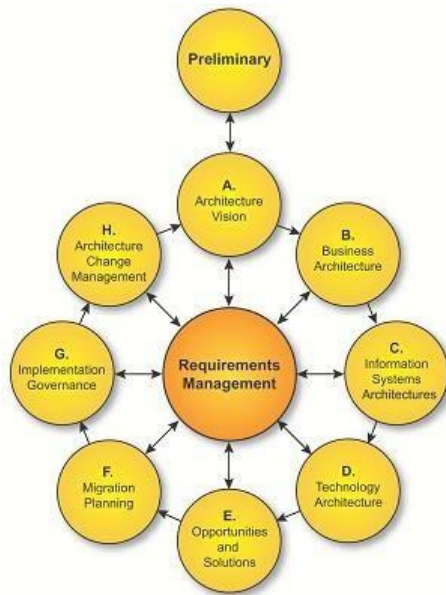 Preliminary
A.
Architecture
Vision
B.
Business
Architecture
C.
Information
Systems
Architectures
D.
Technology
Architecture
E.
Opportunities
and
Solutions
F.
Migration
Planning
G.
Implementation
Governance
H.
Architecture
Change
Management
Requirements
Management